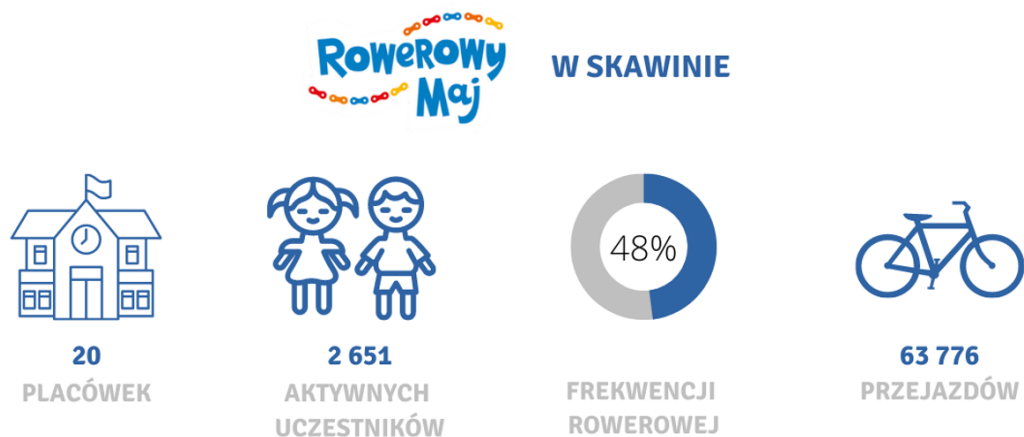 Rowerowy
Maj
W SKAWINIE
20
PLACÓWEK
2 651
AKTYWNYCH
UCZESTNIKÓW
48%
FREKWENCJI
ROWEROWEJ
63 776
PRZEJAZDÓW